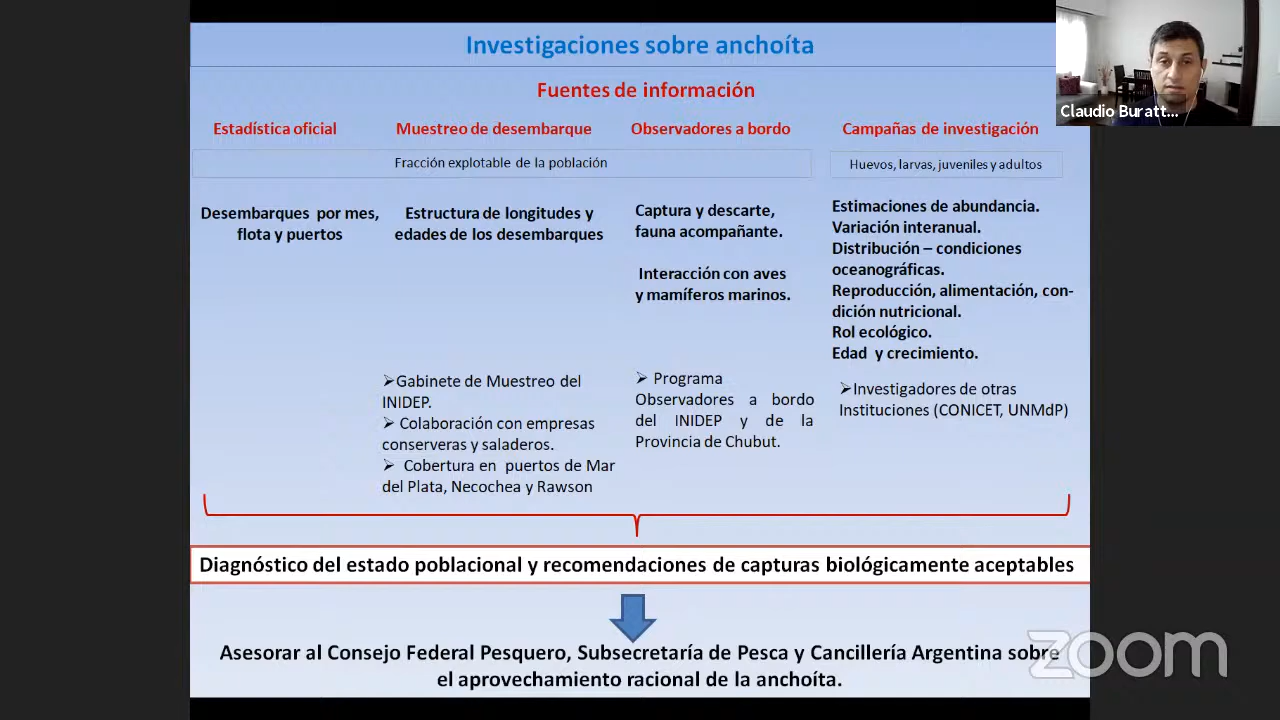 Investigaciones sobre anchoíta
Fuentes de información
Estadística oficial
Muestreo de desembarque
Observadores a bordo
Campañas de investigación
Fracción explotable de la población
Huevos, larvas, juveniles y adultos
Desembarques por mes,
flota y puertos
Estructura de longitudes y
edades de los desembarques
Captura y descarte,
fauna acompañante.
Interacción con aves
y mamíferos marinos.
Estimaciones de abundancia.
Variación interanual.
Distribución – condiciones
oceanográficas.
Reproducción, alimentación, con-
dición nutricional.
Rol ecológico.
Edad y crecimiento.
➢Gabinete de Muestreo del
INIDEP.
➢ Colaboración con empresas
conserveras y saladeros.
➢ Cobertura en puertos de Mar
del Plata, Necochea y Rawson
➢ Programa
Observadores a bordo
del INIDEP y de la
Provincia de Chubut.
➢Investigadores de otras
Instituciones (CONICET, UNMdP)
Diagnóstico del estado poblacional y recomendaciones de capturas biológicamente aceptables
Asesorar al Consejo Federal Pesquero, Subsecretaría de Pesca y Cancillería Argentina sobre
el aprovechamiento racional de la anchoíta.
Claudio Buratt...
zoom